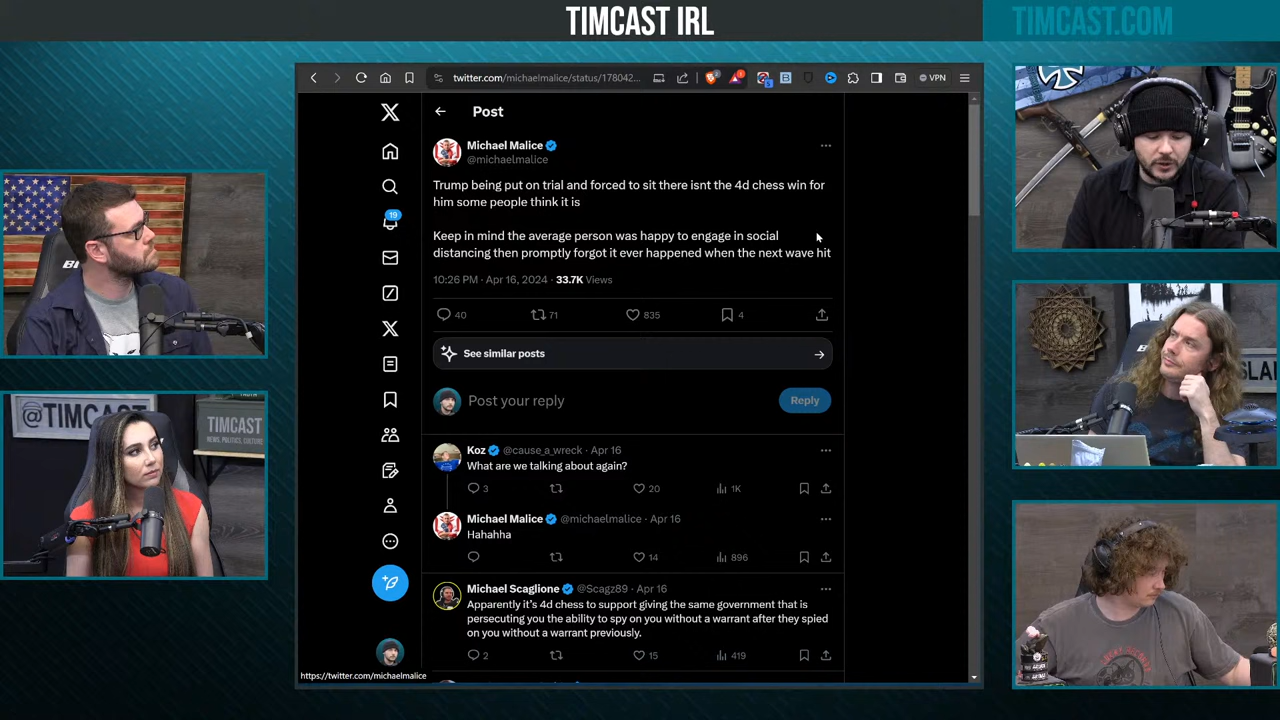 TIMCAST IRL
TIMCAST.COM
twitter.com/michaelmalice/status/178042...
VPN
Post
Michael Malice
@michaelmalice
Trump being put on trial and forced to sit there isnt the 4d chess win for
him some people think it is
Keep in mind the average person was happy to engage in social
distancing then promptly forgot it ever happened when the next wave hit
10:26 PM · Apr 16, 2024 · 33.7K Views
40 71 835 4
See similar posts
Post your reply
Reply
Koz @cause_a_wreck · Apr 16
What are we talking about again?
3 20 1K
Michael Malice @michaelmalice · Apr 16
Hahahha
14 896
Michael Scaglione @Scagz89 · Apr 16
Apparently it's 4d chess to support giving the same government that is
persecuting you the ability to spy on you without a warrant after they spied
on you without a warrant previously.
2 15 419
19
https://twitter.com/michaelmalice
@TIMCAST
TIMCAST
NEWS, POLITICS, CULTURE